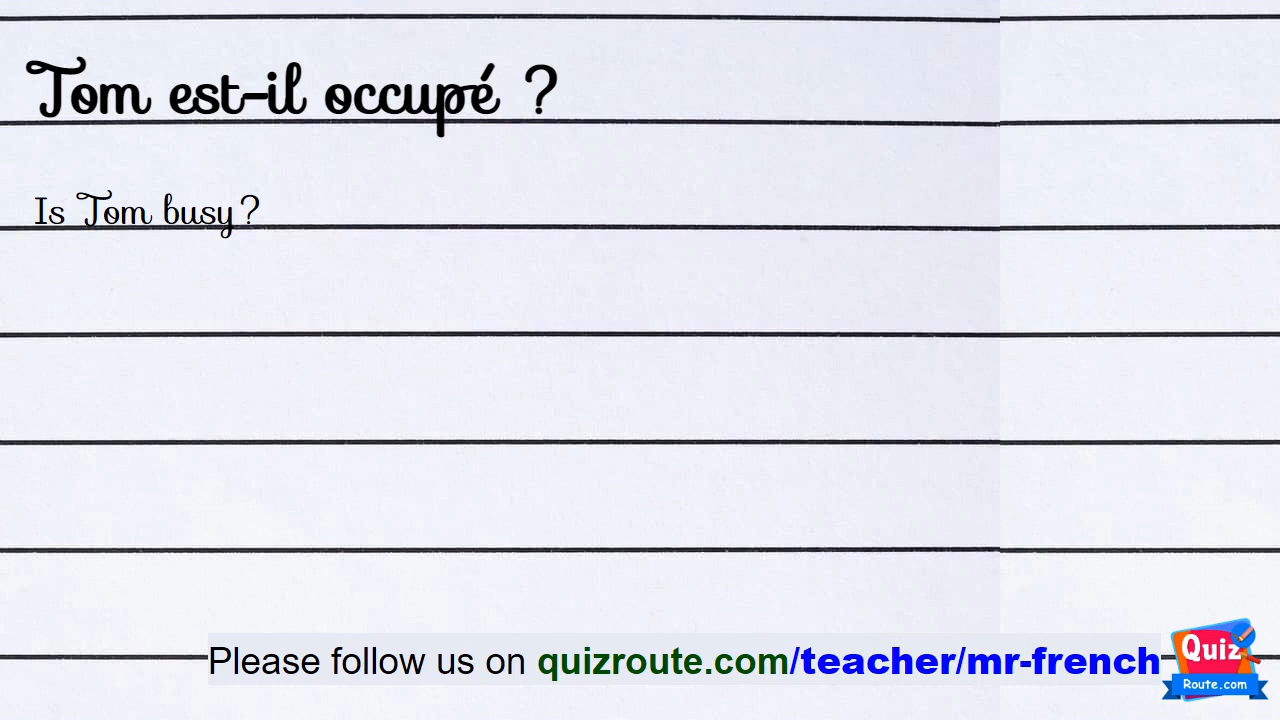 Tom est-il occupé ?
Is Tom busy?
Please follow us on quizroute.com/teacher/mr-french
Quiz
Route.com